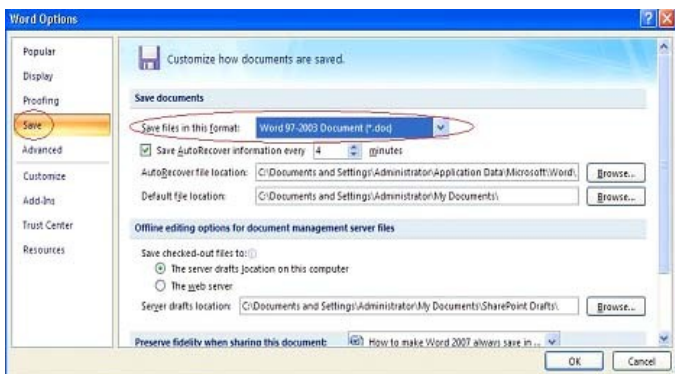 Word Options
Popular
Display
Proofing
Save
Advanced
Customize
Add-Ins
Trust Center
Resources
Customize how documents are saved.
Save documents
Save files in this format: Word 97-2003 Document (*.doc)
Save AutoRecover information every 4 minutes
AutoRecover file location: C:\Documents and Settings\Administrator\Application Data\Microsoft\Word\ Browse...
Default file location: C:\Documents and Settings\Administrator\My Documents\ Browse...
Offline editing options for document management server files
Save checked-out files to:
The server drafts location on this computer
The web server
Server drafts location: C:\Documents and Settings\Administrator\My Documents\SharePoint Drafts\ Browse...
Preserve fidelity when sharing this document: How to make Word 2007 always save in ...
OK Cancel